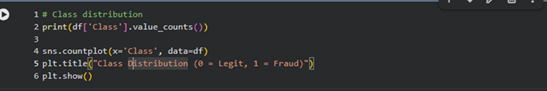 1 # Class distribution
2 print(df['Class'].value_counts())
3
4 sns.countplot(x='Class', data=df)
5 plt.title("Class Distribution (0 = Legit, 1 = Fraud)")
6 plt.show()